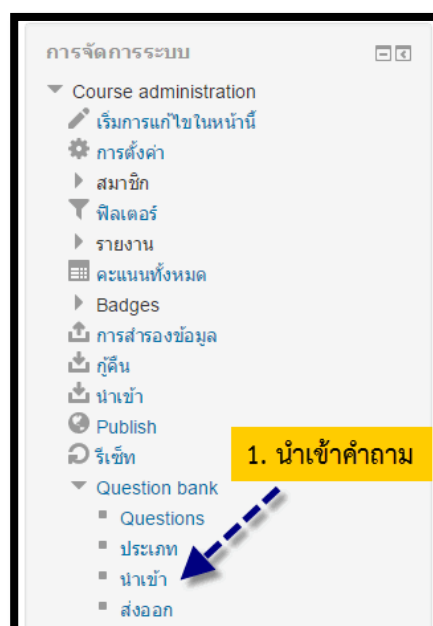 การจัดการระบบ
Course administration
เริ่มการแก้ไขในหน้านี้
การตั้งค่า
สมาชิก
ฟิลเตอร์
รายงาน
คะแนนทั้งหมด
Badges
การสำรองข้อมูล
กู้คืน
นำเข้า
Publish
รีเซ็ท
1. นำเข้าคำถาม
Question bank
Questions
ประเภท
นำเข้า
ส่งออก